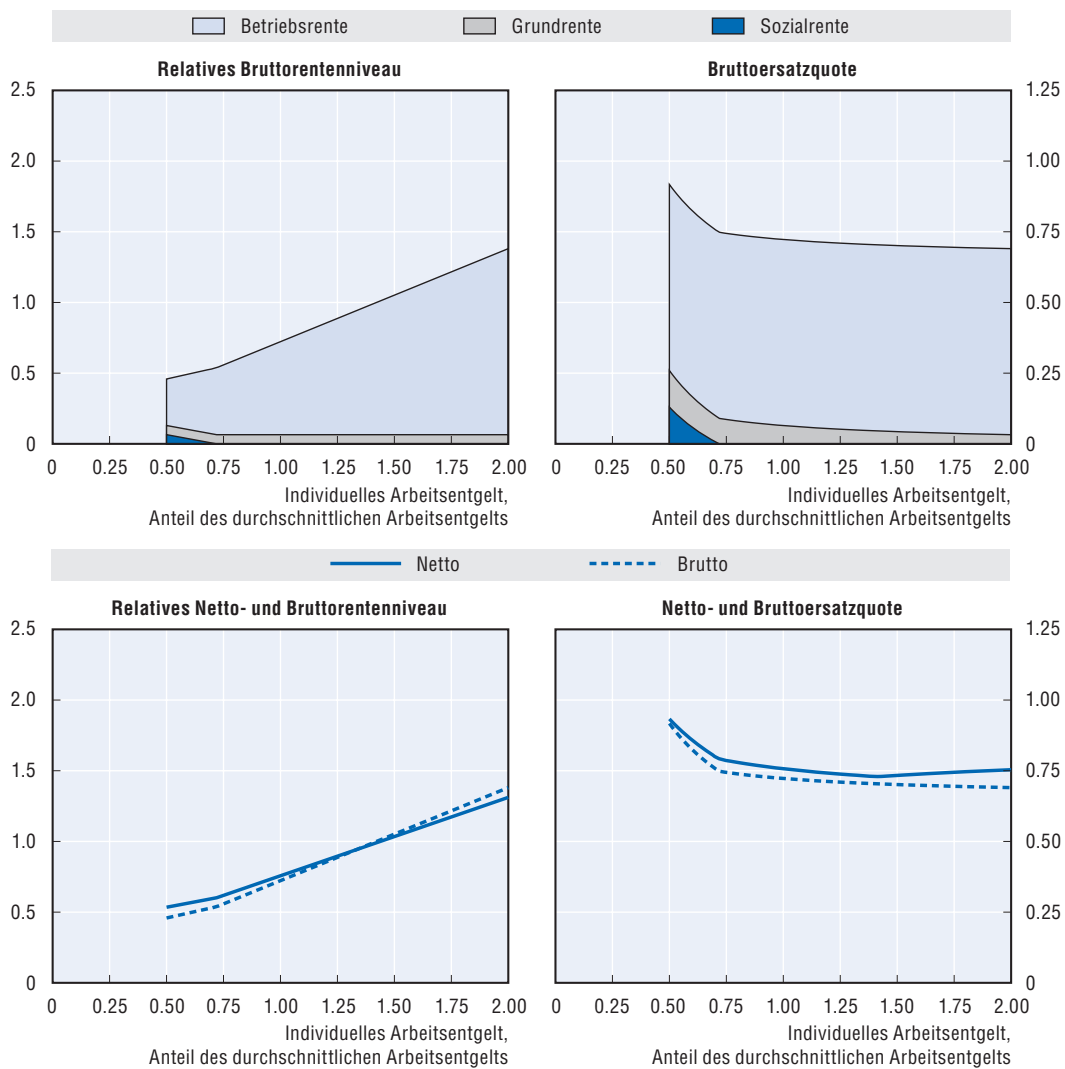 Betriebsrente Grundrente Sozialrente
Relatives Bruttorentenniveau
2.5
2.0
1.5
1.0
0.5
0
0 0.25 0.50 0.75 1.00 1.25 1.50 1.75 2.00
Individuelles Arbeitsentgelt,
Anteil des durchschnittlichen Arbeitsentgelts
Bruttoersatzquote
1.25
1.00
0.75
0.50
0.25
0
0 0.25 0.50 0.75 1.00 1.25 1.50 1.75 2.00
Individuelles Arbeitsentgelt,
Anteil des durchschnittlichen Arbeitsentgelts
Netto Brutto
Relatives Netto- und Bruttorentenniveau
2.5
2.0
1.5
1.0
0.5
0
0 0.25 0.50 0.75 1.00 1.25 1.50 1.75 2.00
Individuelles Arbeitsentgelt,
Anteil des durchschnittlichen Arbeitsentgelts
Netto- und Bruttoersatzquote
1.25
1.00
0.75
0.50
0.25
0
0 0.25 0.50 0.75 1.00 1.25 1.50 1.75 2.00
Individuelles Arbeitsentgelt,
Anteil des durchschnittlichen Arbeitsentgelts